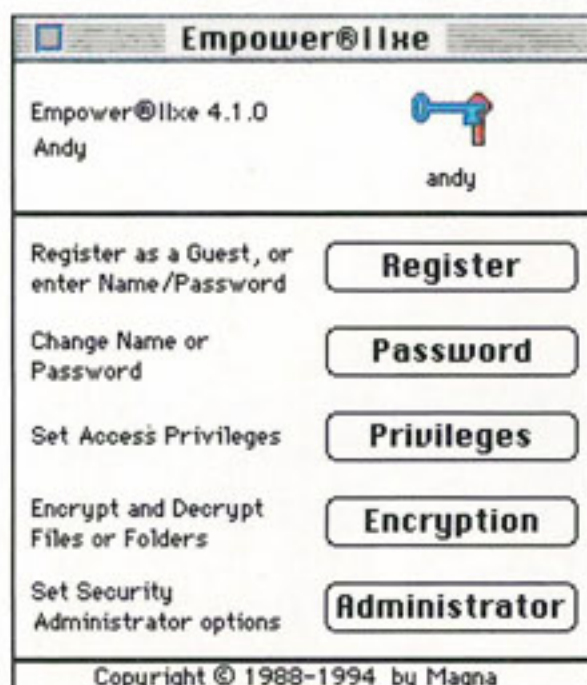 Empower®IIxe
Empower®IIxe 4.1.0
Andy
andy
Register as a Guest, or
enter Name/Password
Register
Change Name or
Password
Password
Set Access Privileges
Privileges
Encrypt and Decrypt
Files or Folders
Encryption
Set Security
Administrator options
Administrator
Copyright © 1988-1994 by Magna